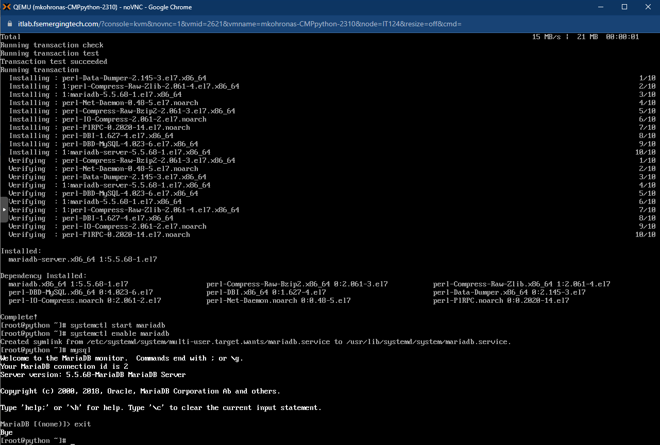 QEMU (mkohronas-CMPpython-2310) - noVNC - Google Chrome
itlab.fsemergingtech.com/?console=kvm&novnc=1&vmid=2621&vmname=mkohronas-CMPpython-2310&node=IT124&resize=off&cmd=
Total 15 MB/s | 21 MB 00:00:01
Running transaction check
Running transaction test
Transaction test succeeded
Running transaction
Installing : perl-Data-Dumper-2.145-3.el7.x86_64 1/10
Installing : 1:perl-Compress-Raw-Zlib-2.061-4.el7.x86_64 2/10
Installing : 1:mariadb-5.5.68-1.el7.x86_64 3/10
Installing : perl-Net-Daemon-0.48-5.el7.noarch 4/10
Installing : perl-Compress-Raw-Bzip2-2.061-3.el7.x86_64 5/10
Installing : perl-IO-Compress-2.061-2.el7.noarch 6/10
Installing : perl-PlRPC-0.2020-14.el7.noarch 7/10
Installing : perl-DBI-1.627-4.el7.x86_64 8/10
Installing : perl-DBD-MySQL-4.023-6.el7.x86_64 9/10
Installing : 1:mariadb-server-5.5.68-1.el7.x86_64 10/10
Verifying : perl-Compress-Raw-Bzip2-2.061-3.el7.x86_64 1/10
Verifying : perl-Net-Daemon-0.48-5.el7.noarch 2/10
Verifying : perl-Data-Dumper-2.145-3.el7.x86_64 3/10
Verifying : 1:mariadb-server-5.5.68-1.el7.x86_64 4/10
Verifying : perl-DBD-MySQL-4.023-6.el7.x86_64 5/10
Verifying : 1:mariadb-5.5.68-1.el7.x86_64 6/10
Verifying : 1:perl-Compress-Raw-Zlib-2.061-4.el7.x86_64 7/10
Verifying : perl-DBI-1.627-4.el7.x86_64 8/10
Verifying : perl-IO-Compress-2.061-2.el7.noarch 9/10
Verifying : perl-PlRPC-0.2020-14.el7.noarch 10/10
Installed:
mariadb-server.x86_64 1:5.5.68-1.el7
Dependency Installed:
mariadb.x86_64 1:5.5.68-1.el7 perl-Compress-Raw-Bzip2.x86_64 0:2.061-3.el7 perl-Compress-Raw-Zlib.x86_64 1:2.061-4.el7
perl-DBD-MySQL.x86_64 0:4.023-6.el7 perl-DBI.x86_64 0:1.627-4.el7 perl-Data-Dumper.x86_64 0:2.145-3.el7
perl-IO-Compress.noarch 0:2.061-2.el7 perl-Net-Daemon.noarch 0:0.48-5.el7 perl-PlRPC.noarch 0:0.2020-14.el7
Complete!
[root@python ~]# systemctl start mariadb
[root@python ~]# systemctl enable mariadb
Created symlink from /etc/systemd/system/multi-user.target.wants/mariadb.service to /usr/lib/systemd/system/mariadb.service.
[root@python ~]# mysql
Welcome to the MariaDB monitor.  Commands end with ; or \g.
Your MariaDB connection id is 2
Server version: 5.5.68-MariaDB MariaDB Server
Copyright (c) 2000, 2018, Oracle, MariaDB Corporation Ab and others.
Type 'help;' or '\h' for help. Type '\c' to clear the current input statement.
MariaDB [(none)]> exit
Bye
[root@python ~]# _